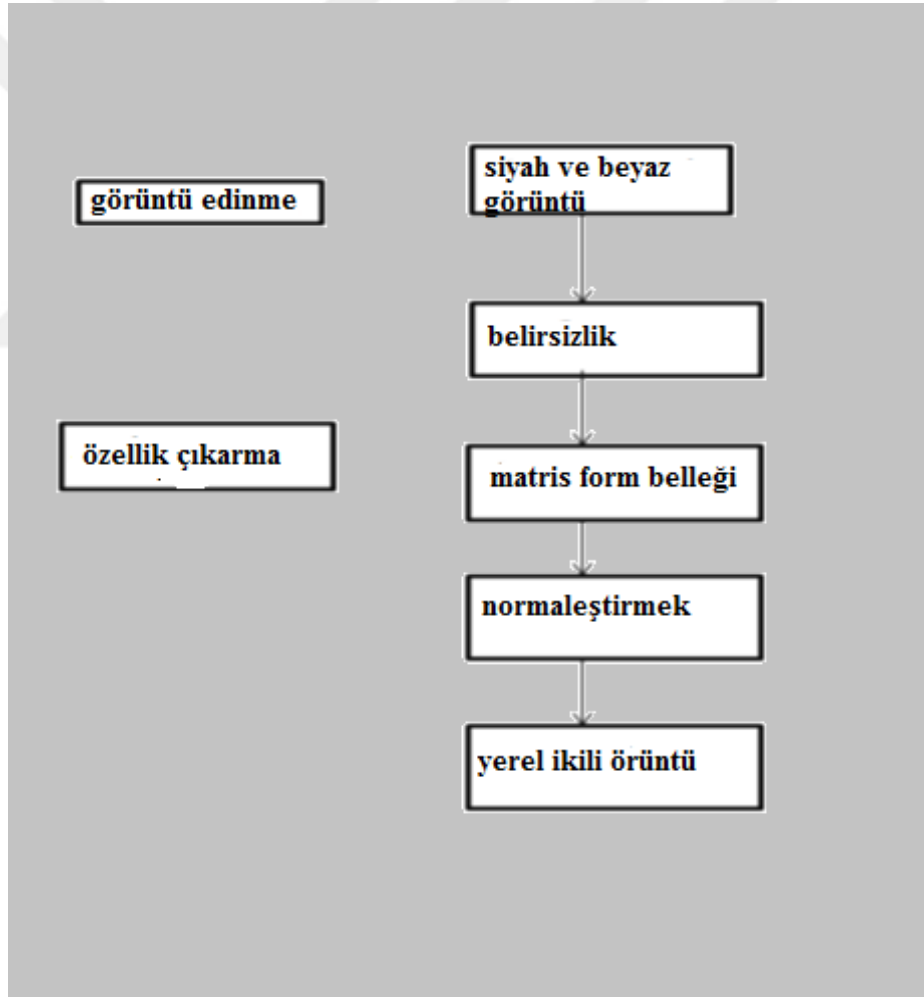 görüntü edinme
siyah ve beyaz
görüntü
belirsizlik
özellik çıkarma
matris form belleği
normaleştirmek
yerel ikili örüntü